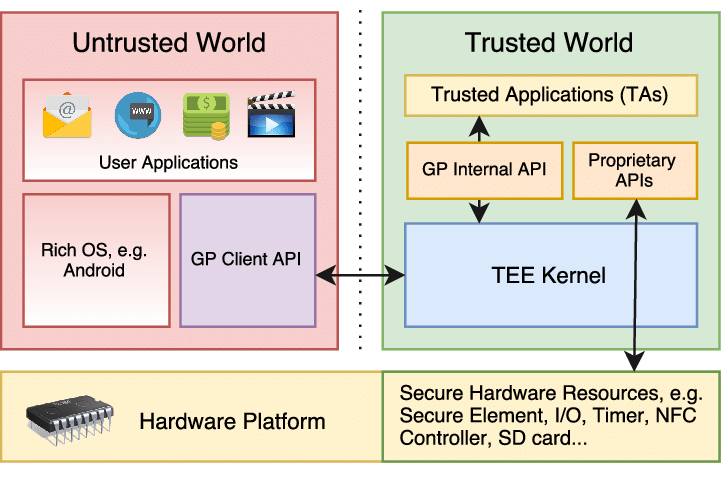 Untrusted World
@
WWW
$
User Applications
Rich OS, e.g.
Android
GP Client API
Trusted World
Trusted Applications (TAs)
GP Internal API
Proprietary
APIs
TEE Kernel
Hardware Platform
Secure Hardware Resources, e.g.
Secure Element, I/O, Timer, NFC
Controller, SD card...